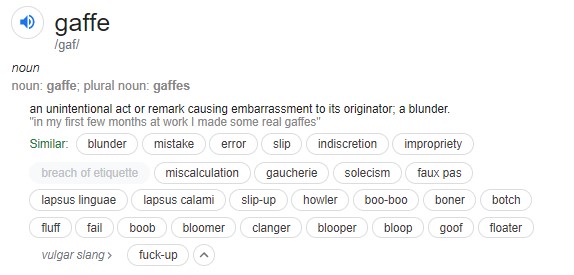 gaffe
/gaf/
noun
noun: gaffe; plural noun: gaffes
an unintentional act or remark causing embarrassment to its originator; a blunder.
"in my first few months at work I made some real gaffes"
Similar: blunder mistake error slip indiscretion impropriety
breach of etiquette miscalculation gaucherie solecism faux pas
lapsus linguae lapsus calami slip-up howler boo-boo boner botch
fluff fail boob bloomer clanger blooper bloop goof floater
vulgar slang fuck-up